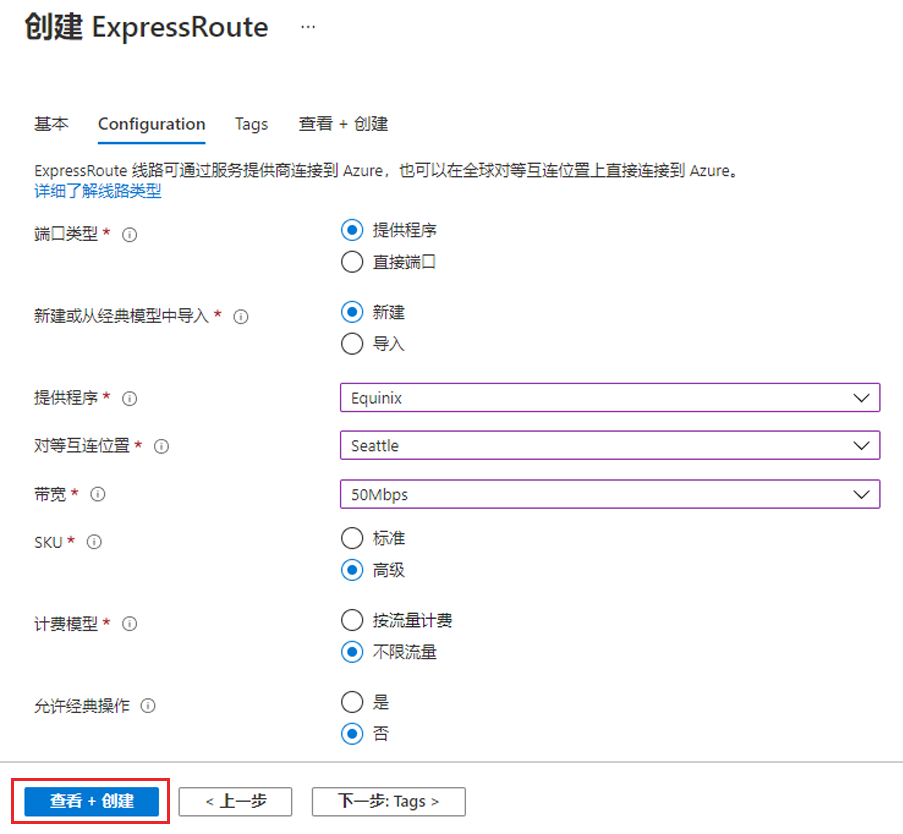 创建 ExpressRoute ...
基本 Configuration Tags 查看 + 创建
ExpressRoute 线路可通过服务提供商连接到 Azure，也可以在全球对等互连位置上直接连接到 Azure。
详细了解线路类型
端口类型 *
提供程序
直接端口
新建或从经典模型中导入 *
新建
导入
提供程序 * Equinix
对等互连位置 * Seattle
带宽 * 50Mbps
SKU *
标准
高级
计费模型 *
按流量计费
不限流量
允许经典操作
是
否
查看 + 创建 < 上一步 下一步: Tags >